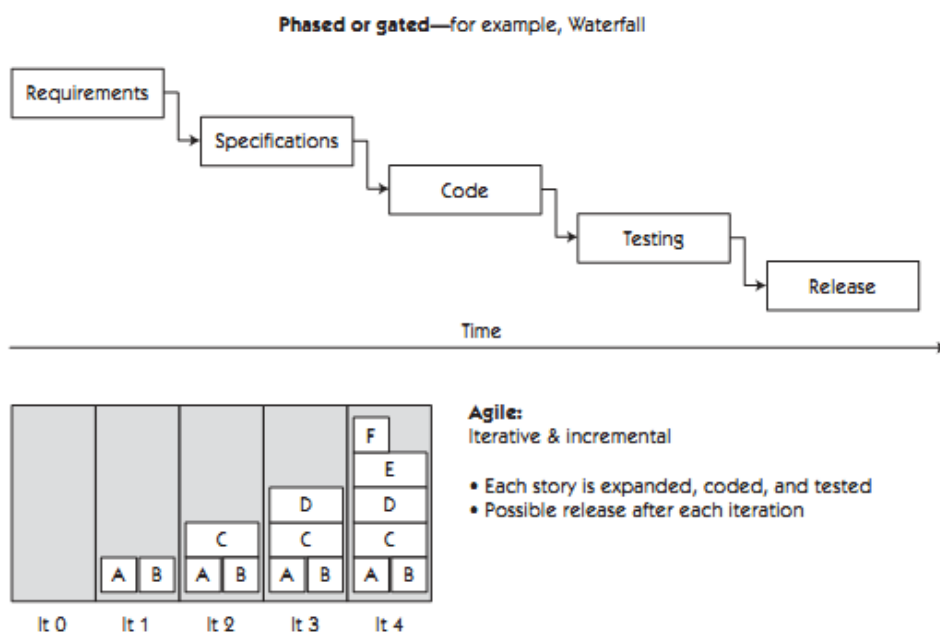 Phased or gated—for example, Waterfall
Requirements
Specifications
Code
Testing
Release
Time
Agile:
Iterative & incremental
• Each story is expanded, coded, and tested
• Possible release after each iteration
F
E
D D
C C C
A B A B A B A B
It 0 It 1 It 2 It 3 It 4